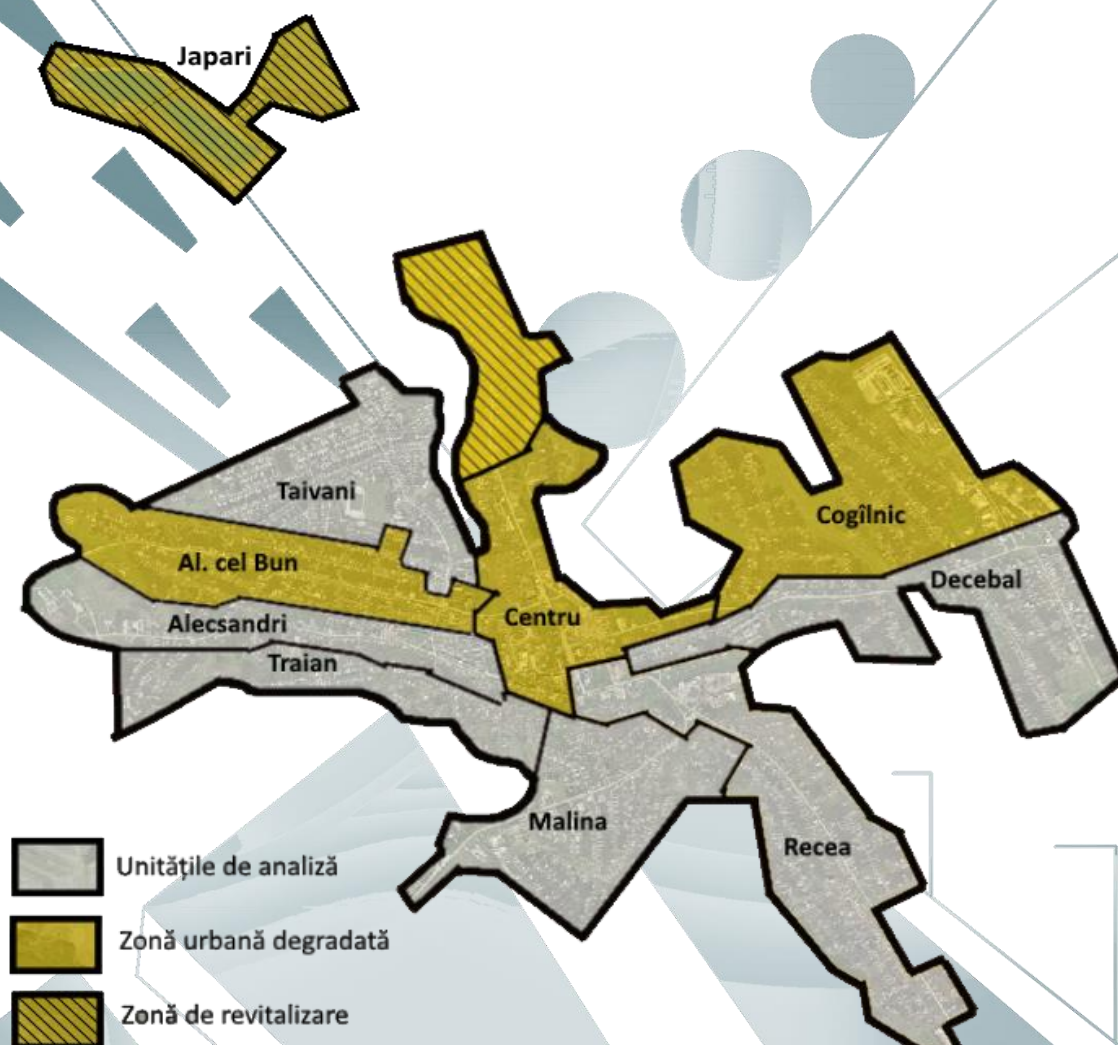 Japari
Taivani
Cogîlnic
Al. cel Bun
Decebal
Centru
Alecsandri
Traian
Malina
Recea
Unitățile de analiză
Zonă urbană degradată
Zonă de revitalizare